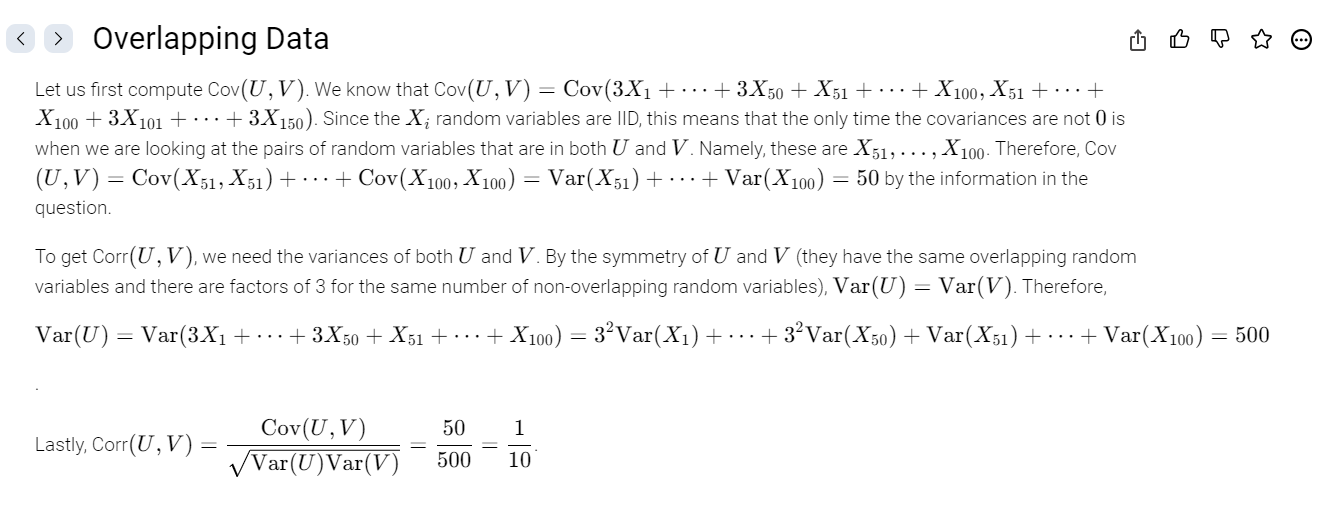 Overlapping Data
Let us first compute Cov(U, V). We know that Cov(U, V) = Cov(3X₁ + ··· + 3X₅₀ + X₅₁ + ··· + X₁₀₀, X₅₁ + ··· +
X₁₀₀ + 3X₁₀₁ + ··· + 3X₁₅₀). Since the Xᵢ random variables are IID, this means that the only time the covariances are not 0 is
when we are looking at the pairs of random variables that are in both U and V. Namely, these are X₅₁, ..., X₁₀₀. Therefore, Cov
(U, V) = Cov(X₅₁, X₅₁) + ··· + Cov(X₁₀₀, X₁₀₀) = Var(X₅₁) + ··· + Var(X₁₀₀) = 50 by the information in the
question.
To get Corr(U, V), we need the variances of both U and V. By the symmetry of U and V (they have the same overlapping random
variables and there are factors of 3 for the same number of non-overlapping random variables), Var(U) = Var(V). Therefore,
Var(U) = Var(3X₁ + ··· + 3X₅₀ + X₅₁ + ··· + X₁₀₀) = 3²Var(X₁) + ··· + 3²Var(X₅₀) + Var(X₅₁) + ··· + Var(X₁₀₀) = 500
.
Lastly, Corr(U, V) = Cov(U, V) / √Var(U)Var(V) = 50/500 = 1/10.